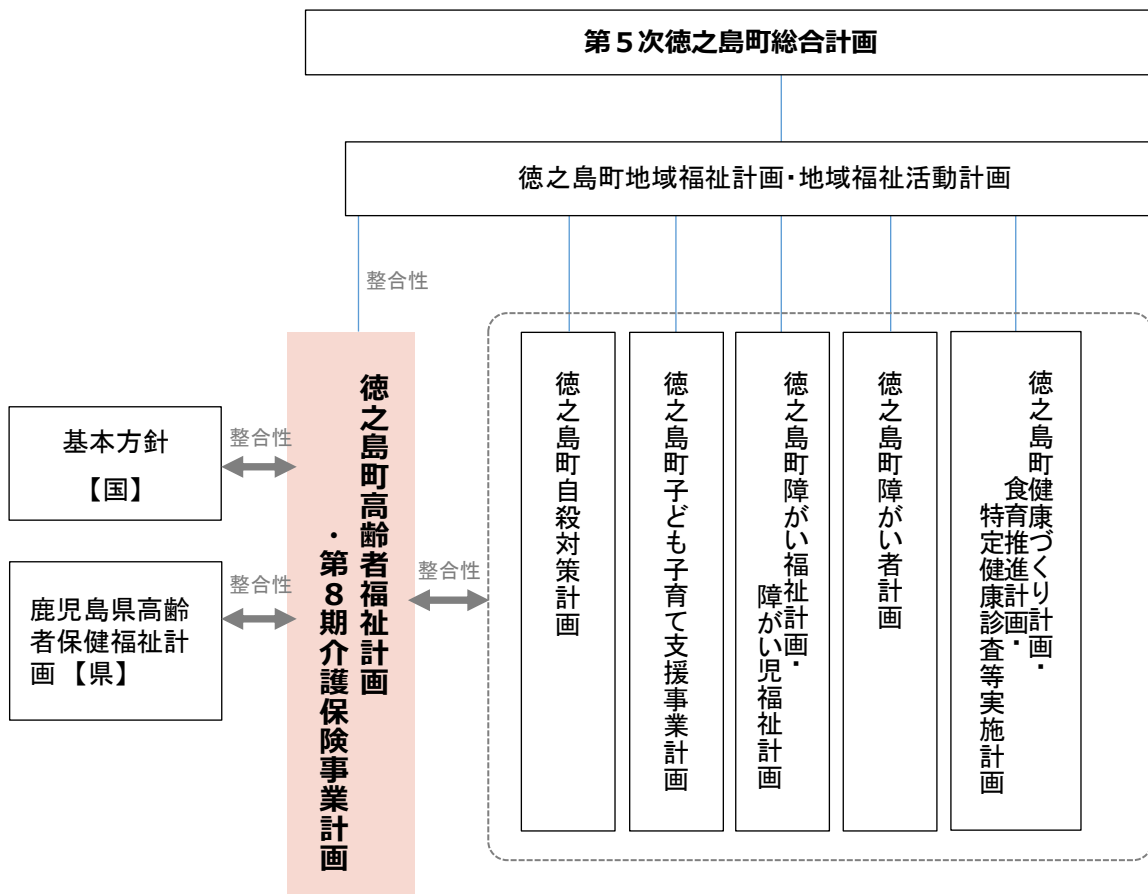 第５次徳之島町総合計画
徳之島町地域福祉計画・地域福祉活動計画
整合性
基本方針
【国】
整合性
鹿児島県高齢
者保健福祉計
画【県】
整合性
徳之島町高齢者福祉計画
・第８期介護保険事業計画
整合性
徳之島町自殺対策計画
徳之島町子ども子育て支援事業計画
徳之島町障がい福祉計画・
障がい児福祉計画
徳之島町障がい者計画
徳之島町健康づくり計画・
食育推進計画・
特定健康診査等実施計画